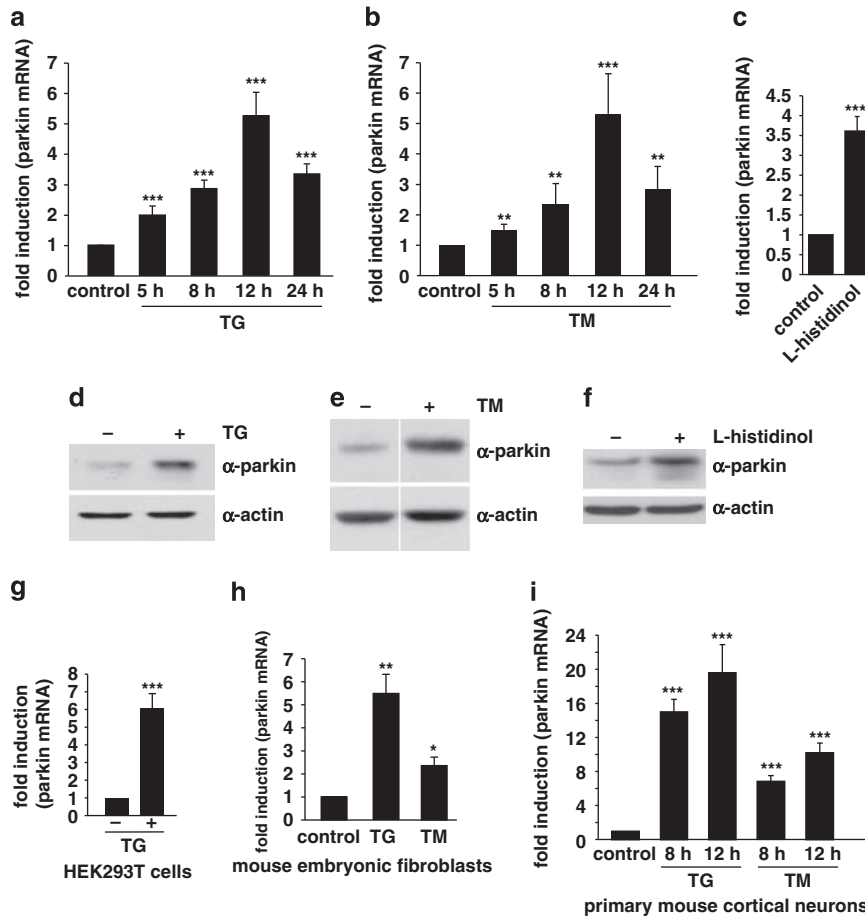 a
fold induction (parkin mRNA)
7
6
5
4
3
2
1
0
***
***
***
***
control 5 h 8 h 12 h 24 h
TG
b
fold induction (parkin mRNA)
7
6
5
4
3
2
1
0
**
**
***
**
control 5 h 8 h 12 h 24 h
TM
c
fold induction (parkin mRNA)
4.5
4
3.5
3
2.5
2
1.5
1
0.5
***
control
L-histidinol
d
– + TG
α-parkin
α-actin
e
– + TM
α-parkin
α-actin
f
– + L-histidinol
α-parkin
α-actin
g
fold induction
(parkin mRNA)
8
7
6
5
4
3
2
1
0
***
– +
TG
HEK293T cells
h
fold induction (parkin mRNA)
7
6
5
4
3
2
1
0
**
*
control TG TM
mouse embryonic fibroblasts
i
fold induction (parkin mRNA)
24
20
16
12
8
4
0
***
***
***
***
control 8 h 12 h 8 h 12 h
TG TM
primary mouse cortical neurons